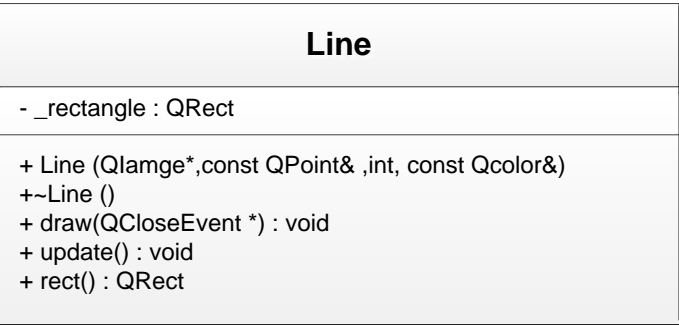 Line
- _rectangle : QRect
+ Line (QIamge*,const QPoint& ,int, const Qcolor&)
+~Line ()
+ draw(QCloseEvent *) : void
+ update() : void
+ rect() : QRect